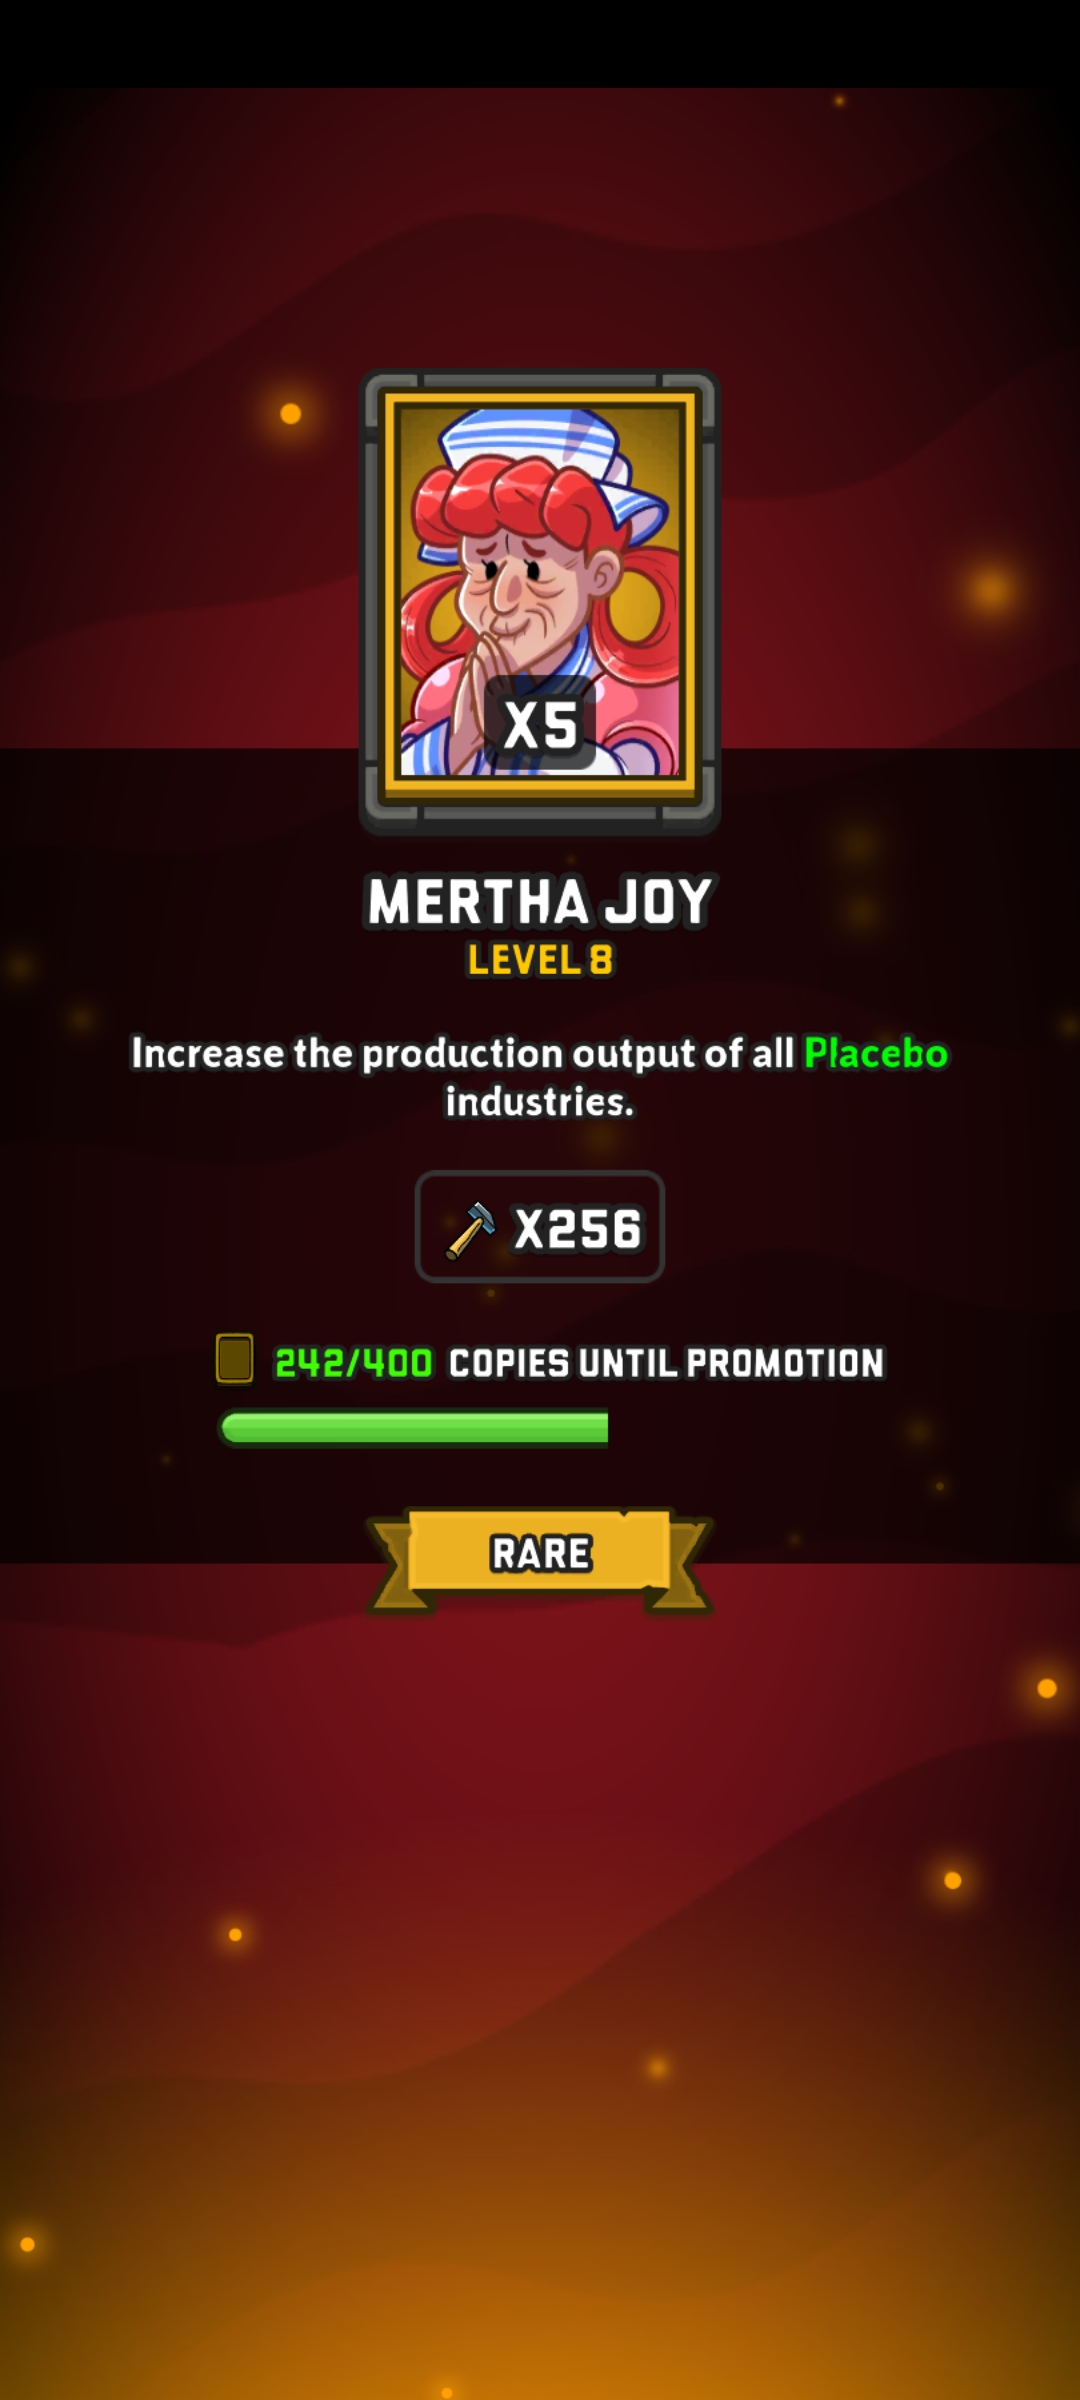 X5
MERTHA JOY
LEVEL 8
Increase the production output of all Placebo
industries.
X256
242/400 COPIES UNTIL PROMOTION
RARE